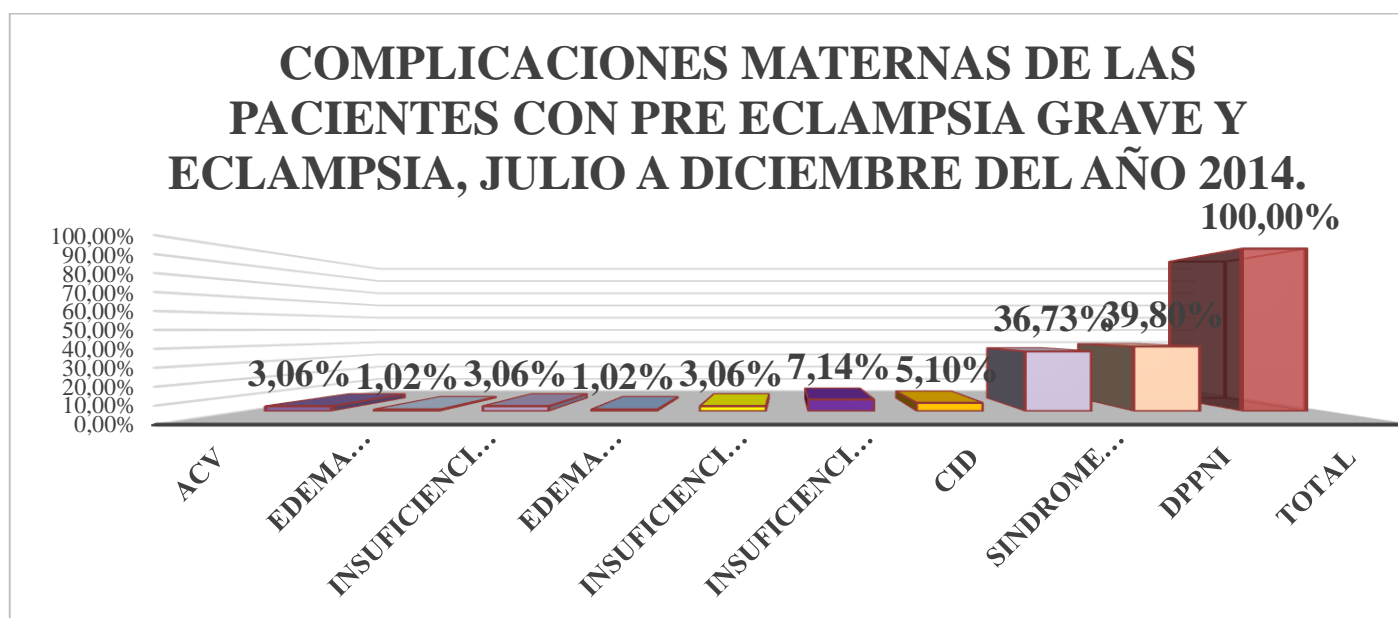 COMPLICACIONES MATERNAS DE LAS
PACIENTES CON PRE ECLAMPSIA GRAVE Y
ECLAMPSIA, JULIO A DICIEMBRE DEL AÑO 2014.
100,00%
90,00%
80,00%
70,00%
60,00%
50,00%
40,00%
30,00%
20,00%
10,00%
0,00%
3,06%
1,02%
3,06%
1,02%
3,06%
7,14%
5,10%
36,73%
39,80%
100,00%
ACV
EDEMA...
INSUFICIENCI...
EDEMA...
INSUFICIENCI...
INSUFICIENCI...
CID
SINDROME...
DPPNI
TOTAL